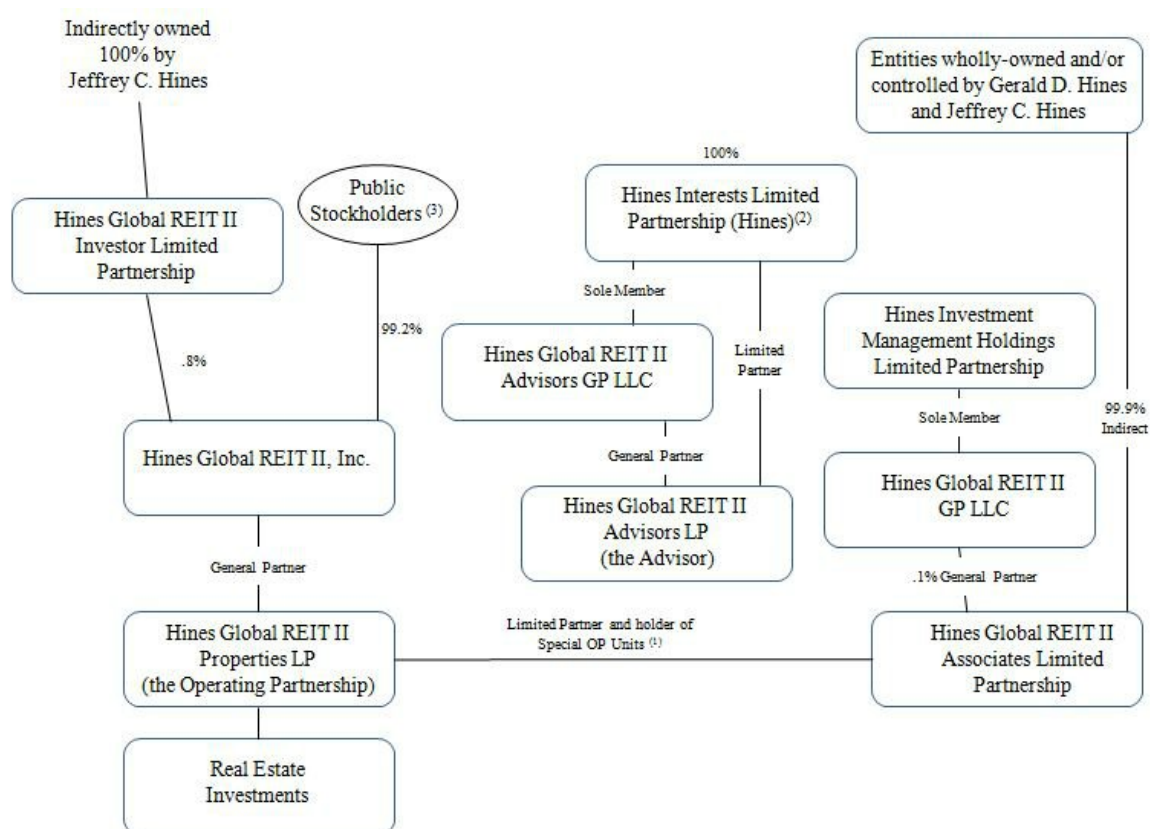 Indirectly owned
100% by
Jeffrey C. Hines
Entities wholly-owned and/or
controlled by Gerald D. Hines
and Jeffrey C. Hines
100%
Public
Stockholders (3)
Hines Interests Limited
Partnership (Hines)(2)
Hines Global REIT II
Investor Limited
Partnership
Sole Member
99.2%
.8%
Hines Global REIT II
Advisors GP LLC
Limited
Partner
Hines Investment
Management Holdings
Limited Partnership
Sole Member
99.9%
Indirect
Hines Global REIT II, Inc.
General Partner
Hines Global REIT II
GP LLC
Hines Global REIT II
Advisors LP
(the Advisor)
General Partner
.1% General Partner
Hines Global REIT II
Properties LP
(the Operating Partnership)
Limited Partner and holder of
Special OP Units (1)
Hines Global REIT II
Associates Limited
Partnership
Real Estate
Investments